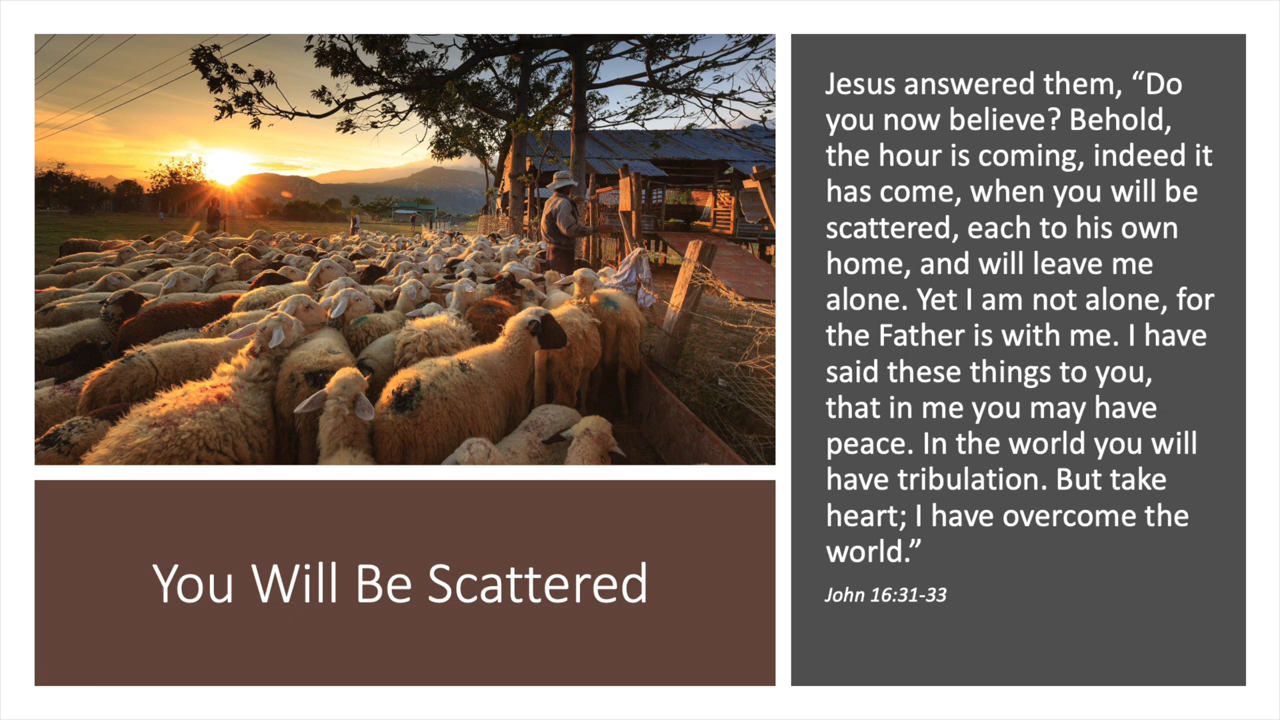 You Will Be Scattered
Jesus answered them, “Do
you now believe? Behold,
the hour is coming, indeed it
has come, when you will be
scattered, each to his own
home, and will leave me
alone. Yet I am not alone, for
the Father is with me. I have
said these things to you,
that in me you may have
peace. In the world you will
have tribulation. But take
heart; I have overcome the
world.”
John 16:31-33